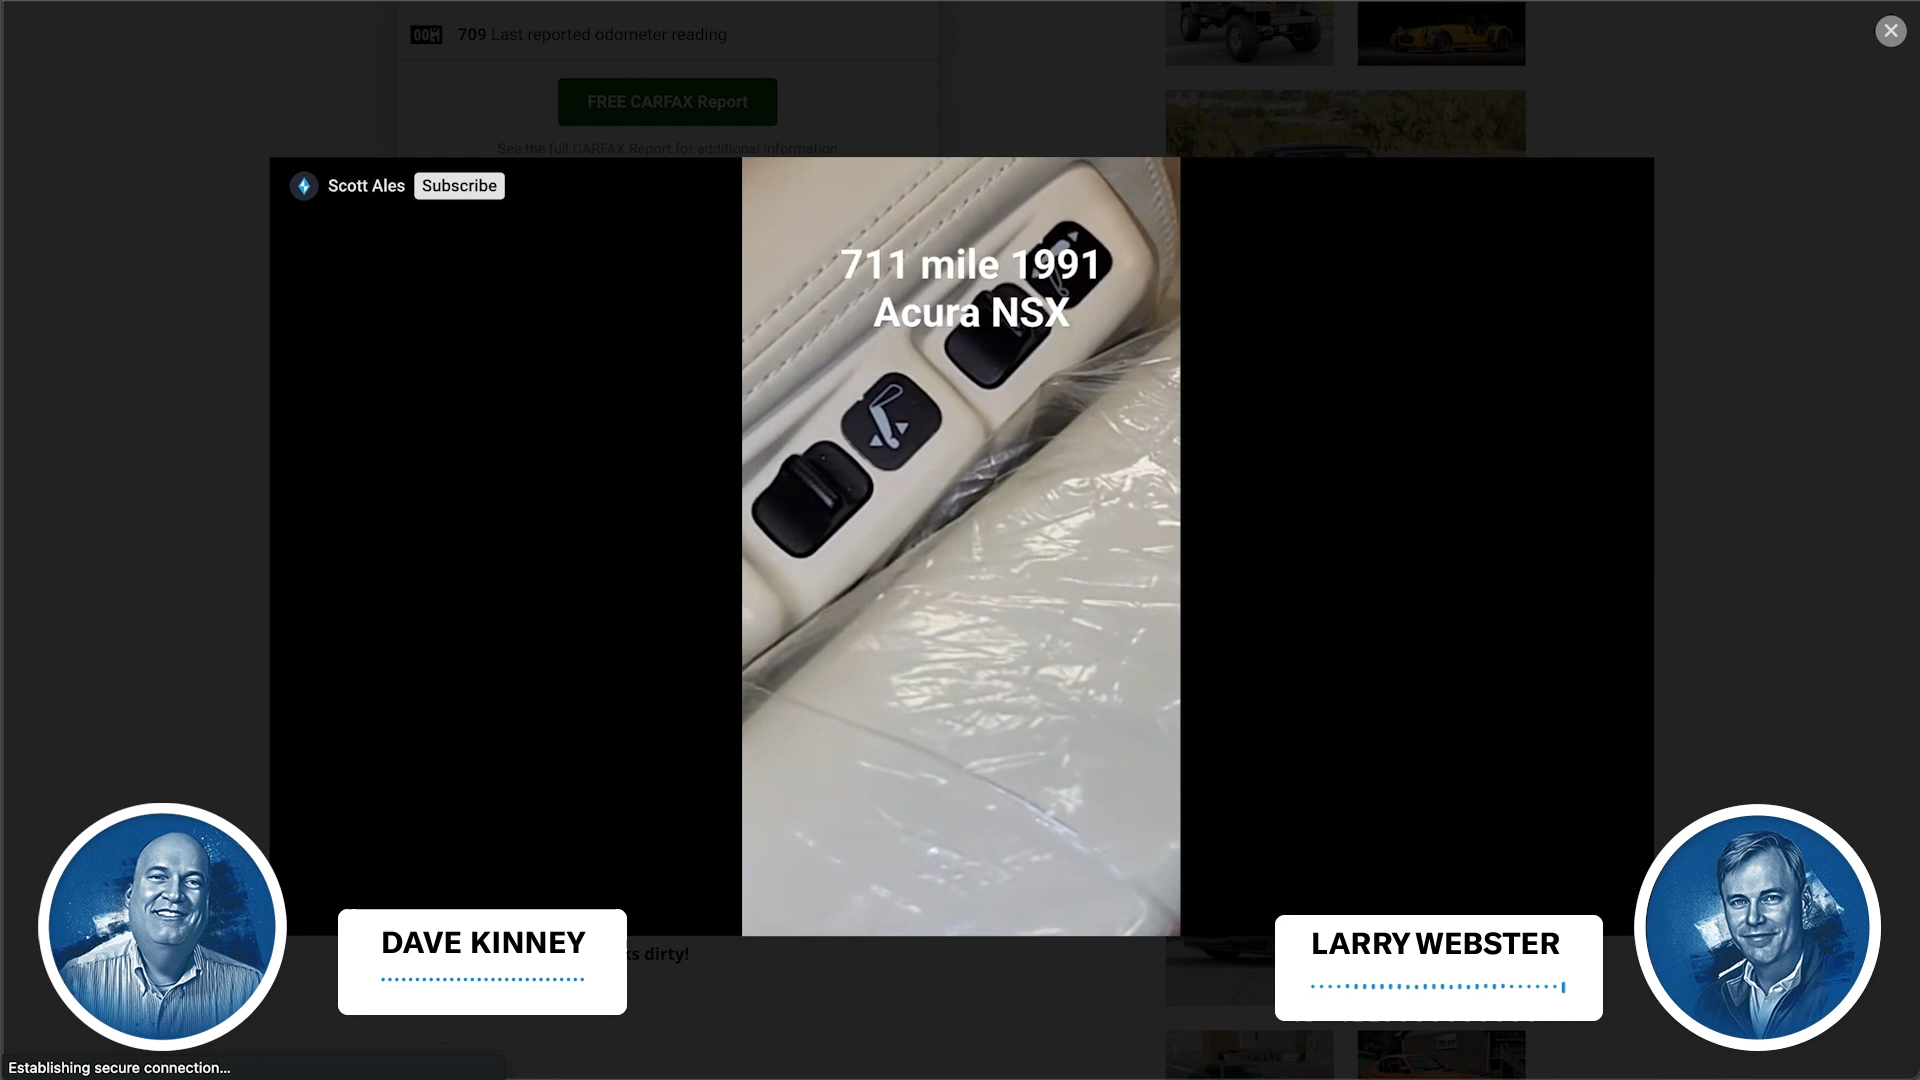 709 Last reported odometer reading
FREE CARFAX Report
See the full CARFAX Report for additional information
Scott Ales
Subscribe
711 mile 1991
Acura NSX
ks dirty!
DAVE KINNEY
LARRY WEBSTER
Establishing secure connection...